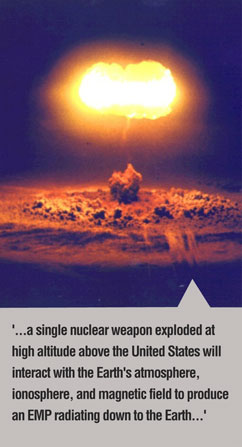 '...a single nuclear weapon exploded at
high altitude above the United States will
interact with the Earth's atmosphere,
ionosphere, and magnetic field to produce
an EMP radiating down to the Earth...'